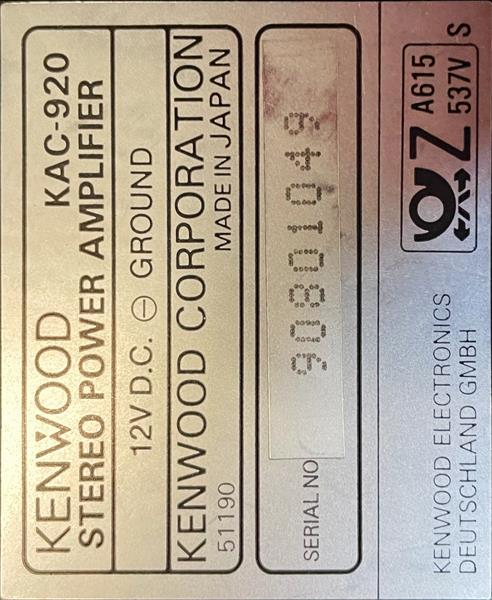 KENWOOD KAC-920
STEREO POWER AMPLIFIER
12V D.C. ⊖ GROUND
KENWOOD CORPORATION
51190 MADE IN JAPAN
SERIAL NO
Z A615
537V S
KENWOOD ELECTRONICS
DEUTSCHLAND GMBH